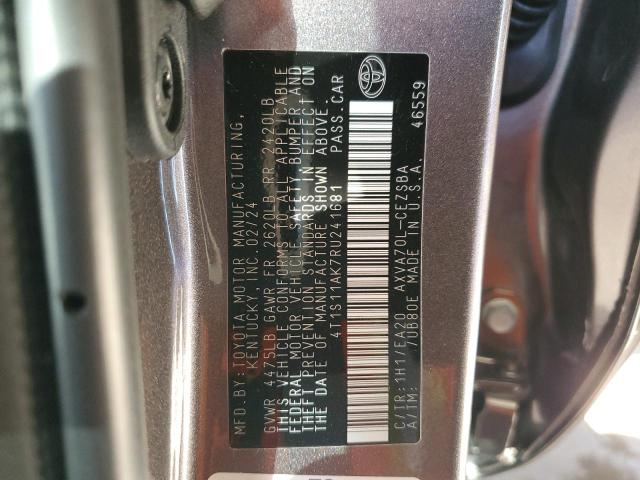 MFD. BY: TOYOTA MOTOR MANUFACTURING,
KENTUCKY, INC. 02/24
GVWR 4475LB GAWR FR 2620LB RR 2420LB
THIS VEHICLE CONFORMS TO ALL APPLICABLE
FEDERAL MOTOR VEHICLE SAFETY BUMPER AND
THEFT PREVENTION STANDARDS IN EFFECT ON
THE DATE OF MANUFACTURE SHOWN ABOVE.
4T1S11AK7RU241681 PASS.CAR
C/TR: 1H1/EA20 AXVA70L-CEZSBA
A/TM: /UB80E MADE IN U.S.A. 46559